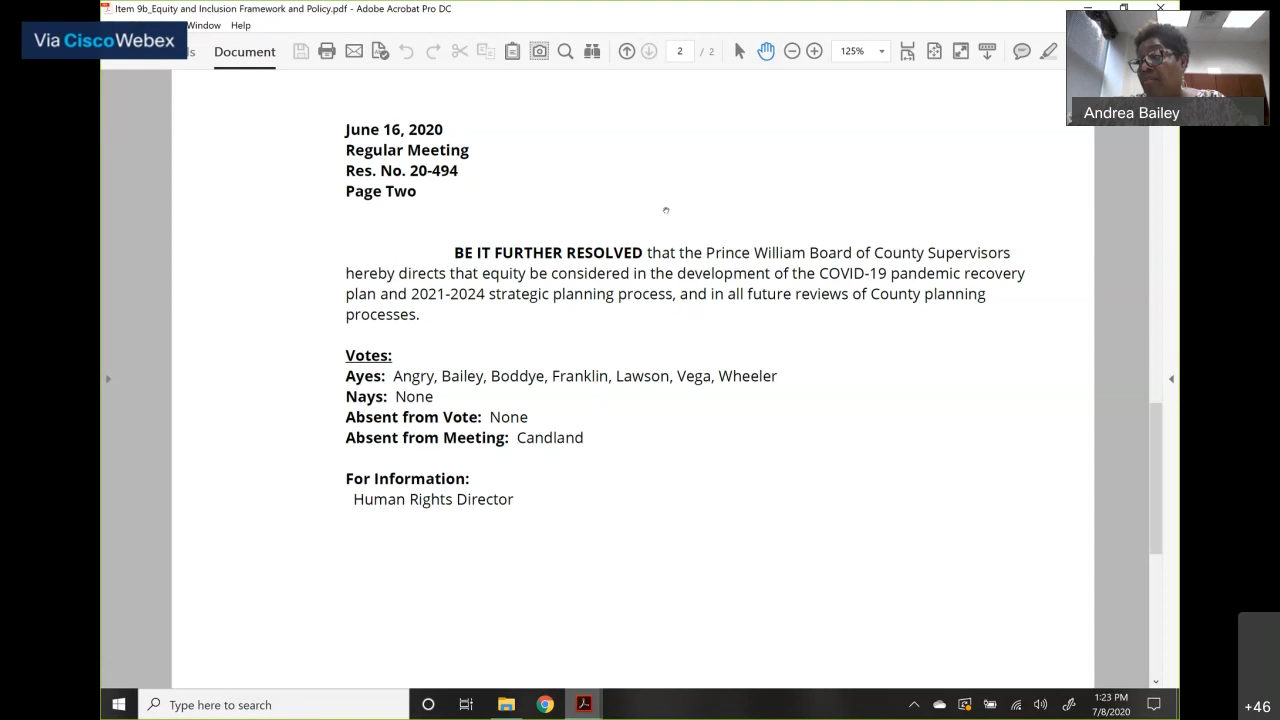 Item 9b_Equity and Inclusion Framework and Policy.pdf - Adobe Acrobat Pro DC
Via CiscoWebex
Window Help
Document
2 / 2
125%
Andrea Bailey
June 16, 2020
Regular Meeting
Res. No. 20-494
Page Two
BE IT FURTHER RESOLVED that the Prince William Board of County Supervisors
hereby directs that equity be considered in the development of the COVID-19 pandemic recovery
plan and 2021-2024 strategic planning process, and in all future reviews of County planning
processes.
Votes:
Ayes: Angry, Bailey, Boddye, Franklin, Lawson, Vega, Wheeler
Nays: None
Absent from Vote: None
Absent from Meeting: Candland
For Information:
Human Rights Director
+46
Type here to search
1:23 PM
7/8/2020